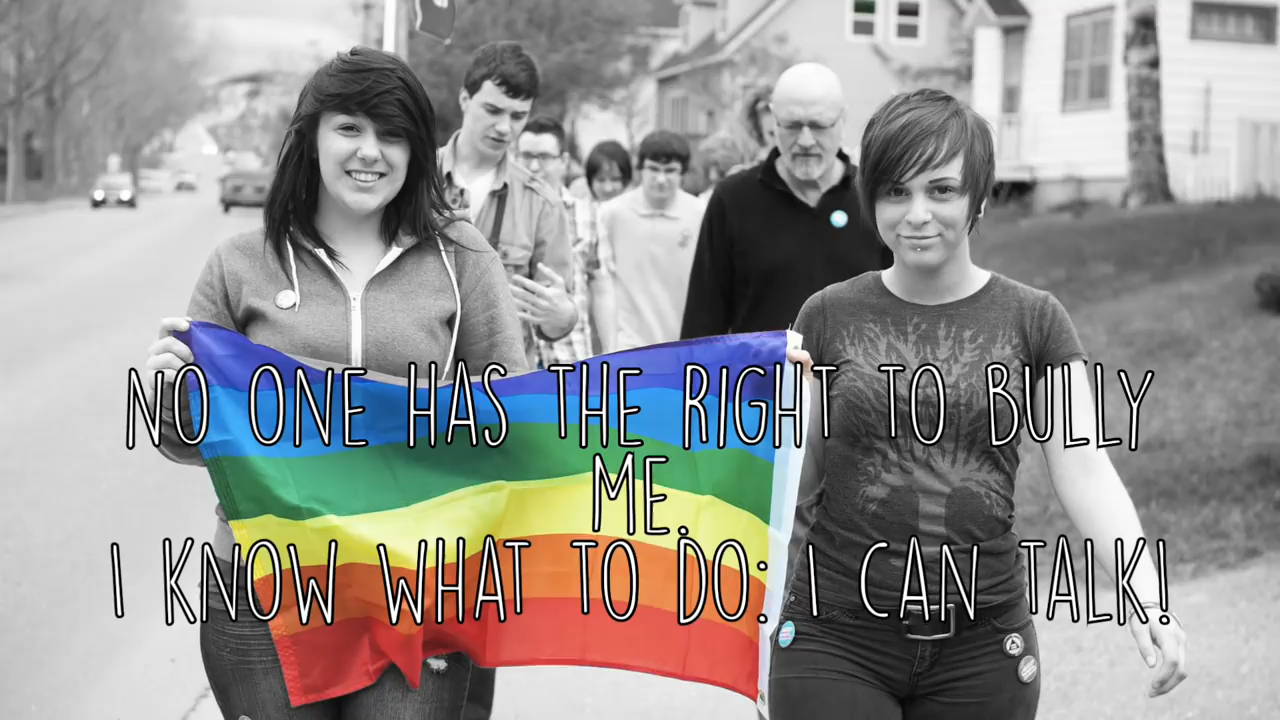 NO ONE HAS THE RIGHT TO BULLY
ME.
I KNOW WHAT TO DO: I CAN TALK!